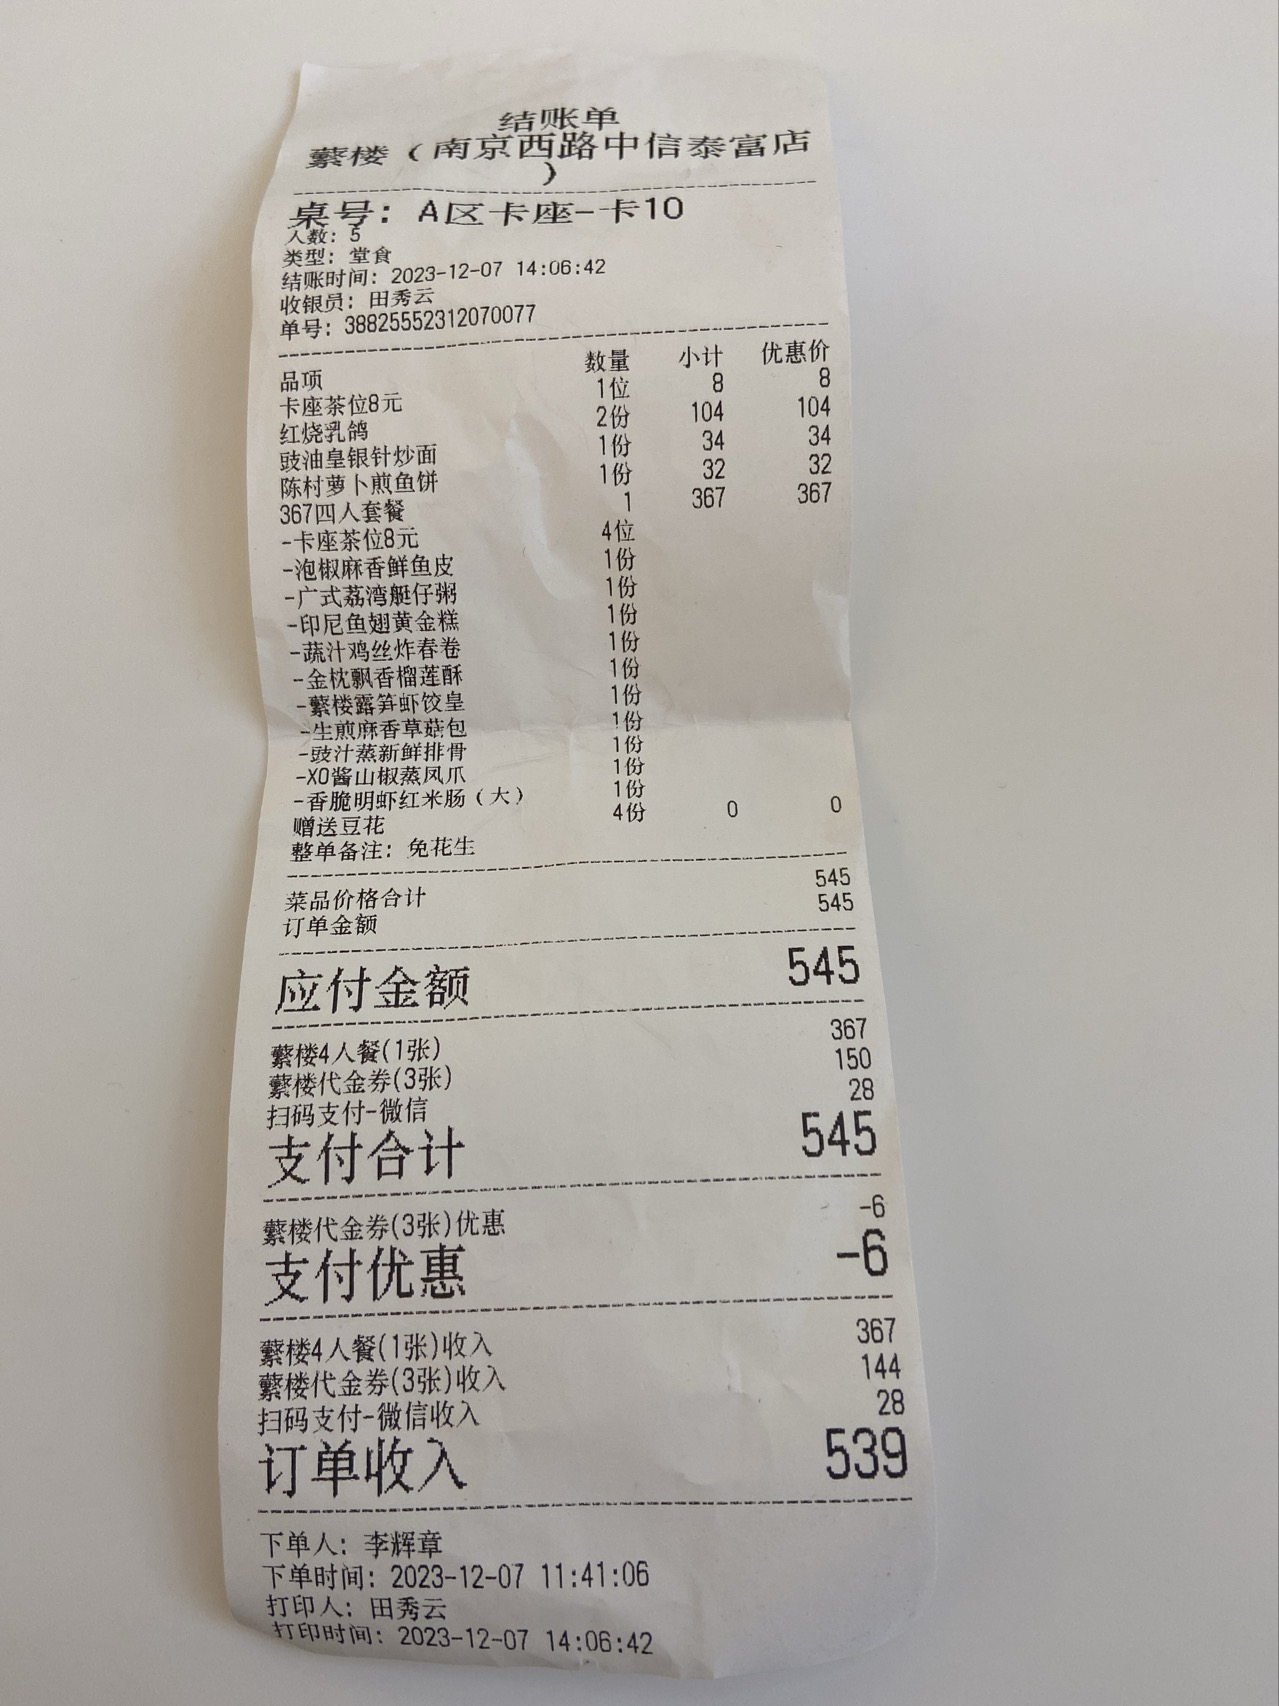 结账单
蘩楼（南京西路中信泰富店
）
桌号：A区卡座-卡10
人数：5
类型：堂食
结账时间：2023-12-07 14:06:42
收银员：田秀云
单号：38825552312070077
品项 数量 小计 优惠价
卡座茶位8元 1位 8 8
红烧乳鸽 2份 104 104
豉油皇银针炒面 1份 34 34
陈村萝卜煎鱼饼 1份 32 32
367四人套餐 1 367 367
-卡座茶位8元 4位
-泡椒麻香鲜鱼皮 1份
-广式荔湾艇仔粥 1份
-印尼鱼翅黄金糕 1份
-蔬汁鸡丝炸春卷 1份
-金枕飘香榴莲酥 1份
-蘩楼露笋虾饺皇 1份
-生煎麻香草菇包 1份
-豉汁蒸新鲜排骨 1份
-XO酱山椒蒸凤爪 1份
-香脆明虾红米肠（大） 1份
赠送豆花 4份 0 0
整单备注：免花生
菜品价格合计 545
订单金额 545
应付金额 545
蘩楼4人餐(1张) 367
蘩楼代金券(3张) 150
扫码支付-微信 28
支付合计 545
蘩楼代金券(3张)优惠 -6
支付优惠 -6
蘩楼4人餐(1张)收入 367
蘩楼代金券(3张)收入 144
扫码支付-微信收入 28
订单收入 539
下单人：李辉章
下单时间：2023-12-07 11:41:06
打印人：田秀云
打印时间：2023-12-07 14:06:42